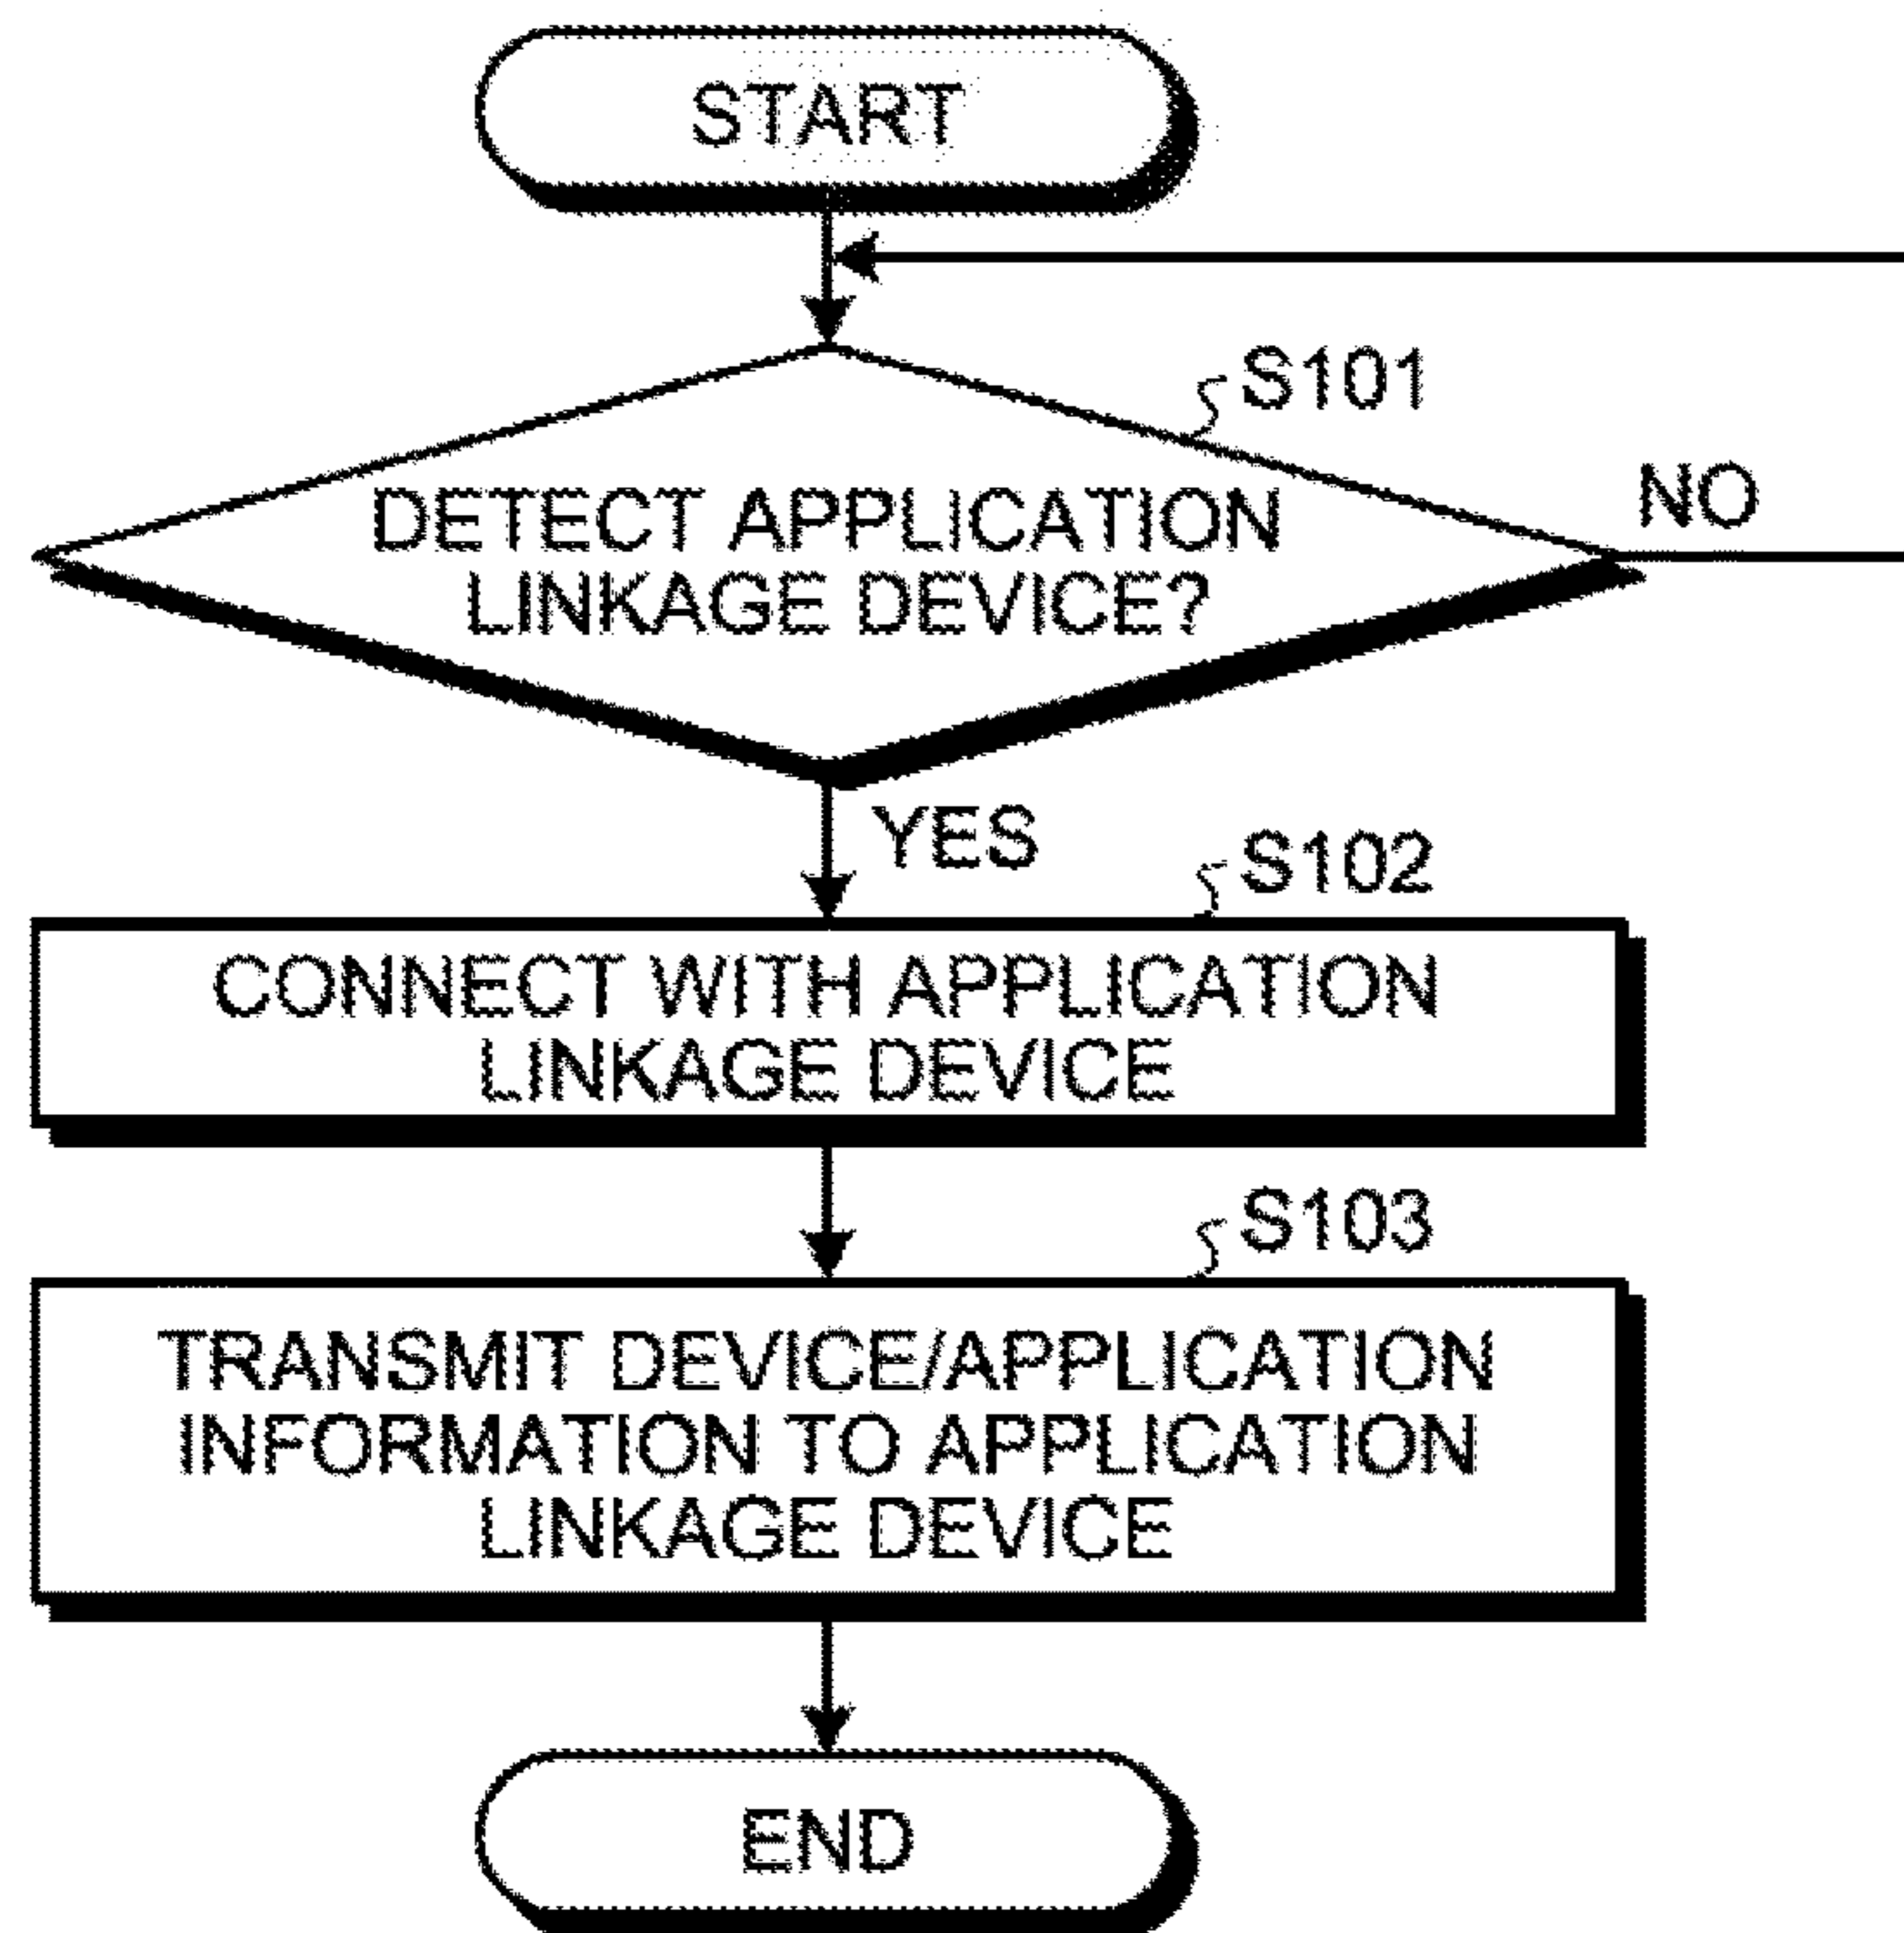 START
S101
DETECT APPLICATION
LINKAGE DEVICE?
NO
YES
S102
CONNECT WITH APPLICATION
LINKAGE DEVICE
S103
TRANSMIT DEVICE/APPLICATION
INFORMATION TO APPLICATION
LINKAGE DEVICE
END